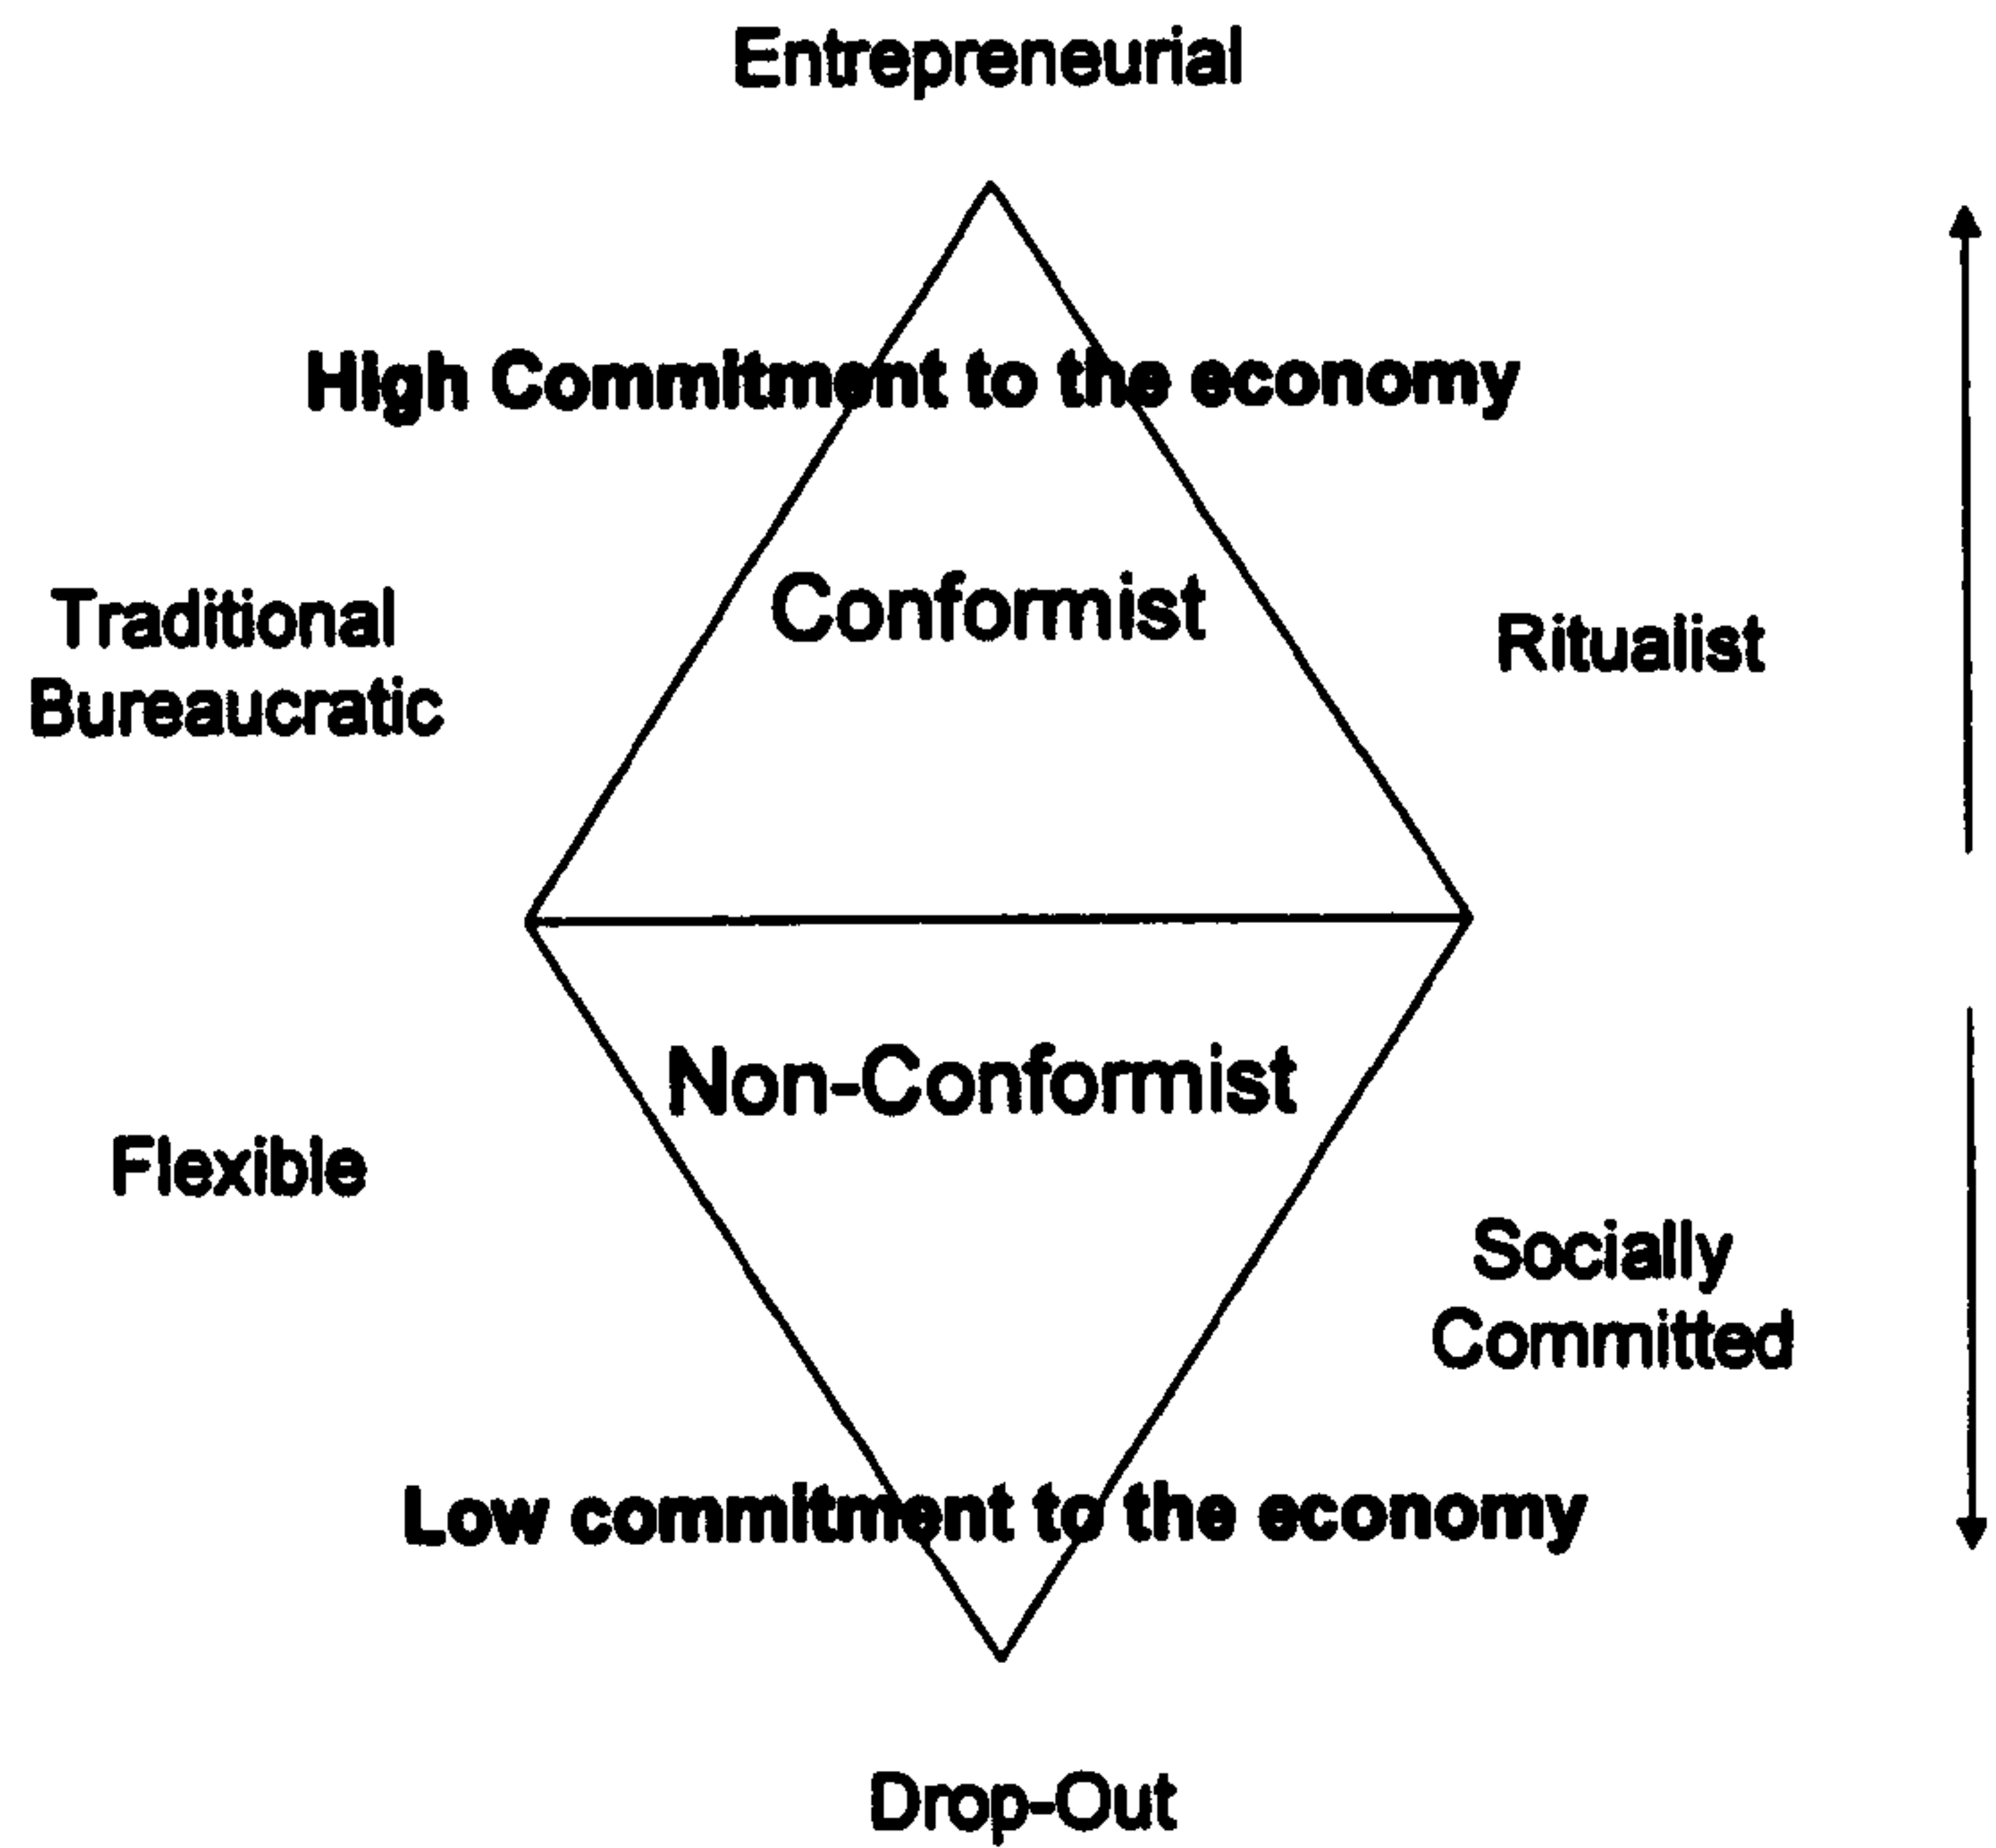 Entrepreneurial
High Commitment to the economy
Conformist
Traditional
Bureaucratic
Ritualist
Non-Conformist
Flexible
Socially
Committed
Low commitment to the economy
Drop-Out